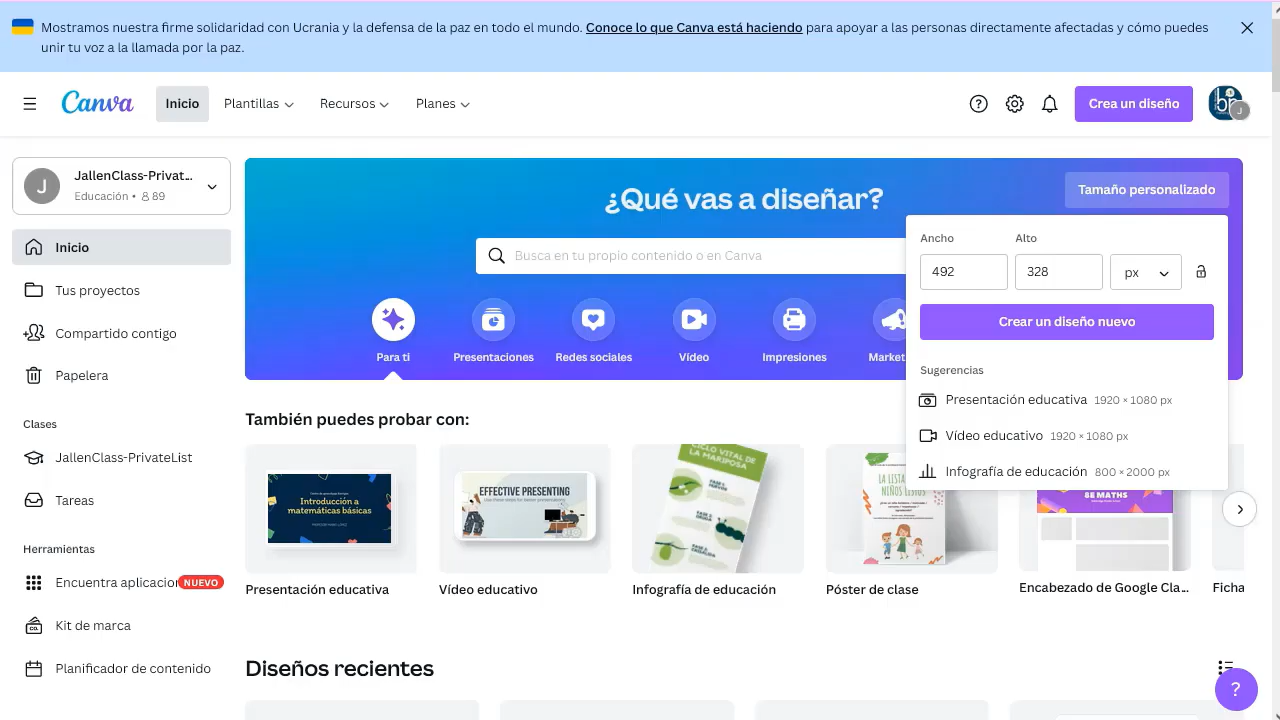 Mostramos nuestra firme solidaridad con Ucrania y la defensa de la paz en todo el mundo. Conoce lo que Canva está haciendo para apoyar a las personas directamente afectadas y cómo puedes
unir tu voz a la llamada por la paz.
Canva
Inicio
Plantillas
Recursos
Planes
Crea un diseño
J
J
JallenClass-Privat...
Educación • 89
Inicio
Tus proyectos
Compartido contigo
Papelera
Clases
JallenClass-PrivateList
Tareas
Herramientas
Encuentra aplicacion
NUEVO
Kit de marca
Planificador de contenido
¿Qué vas a diseñar?
Tamaño personalizado
Busca en tu propio contenido o en Canva
Para ti
Presentaciones
Redes sociales
Vídeo
Impresiones
Market
Ancho
Alto
492
328
px
Crear un diseño nuevo
Sugerencias
Presentación educativa 1920 × 1080 px
Vídeo educativo 1920 × 1080 px
Infografía de educación 800 × 2000 px
También puedes probar con:
Introducción a
matemáticas básicas
EFFECTIVE PRESENTING
CICLO VITAL DE
LA MARIPOSA
LA LISTA
NIÑOS LISTOS
8E MATHS
Presentación educativa
Vídeo educativo
Infografía de educación
Póster de clase
Encabezado de Google Cla...
Ficha
Diseños recientes
?